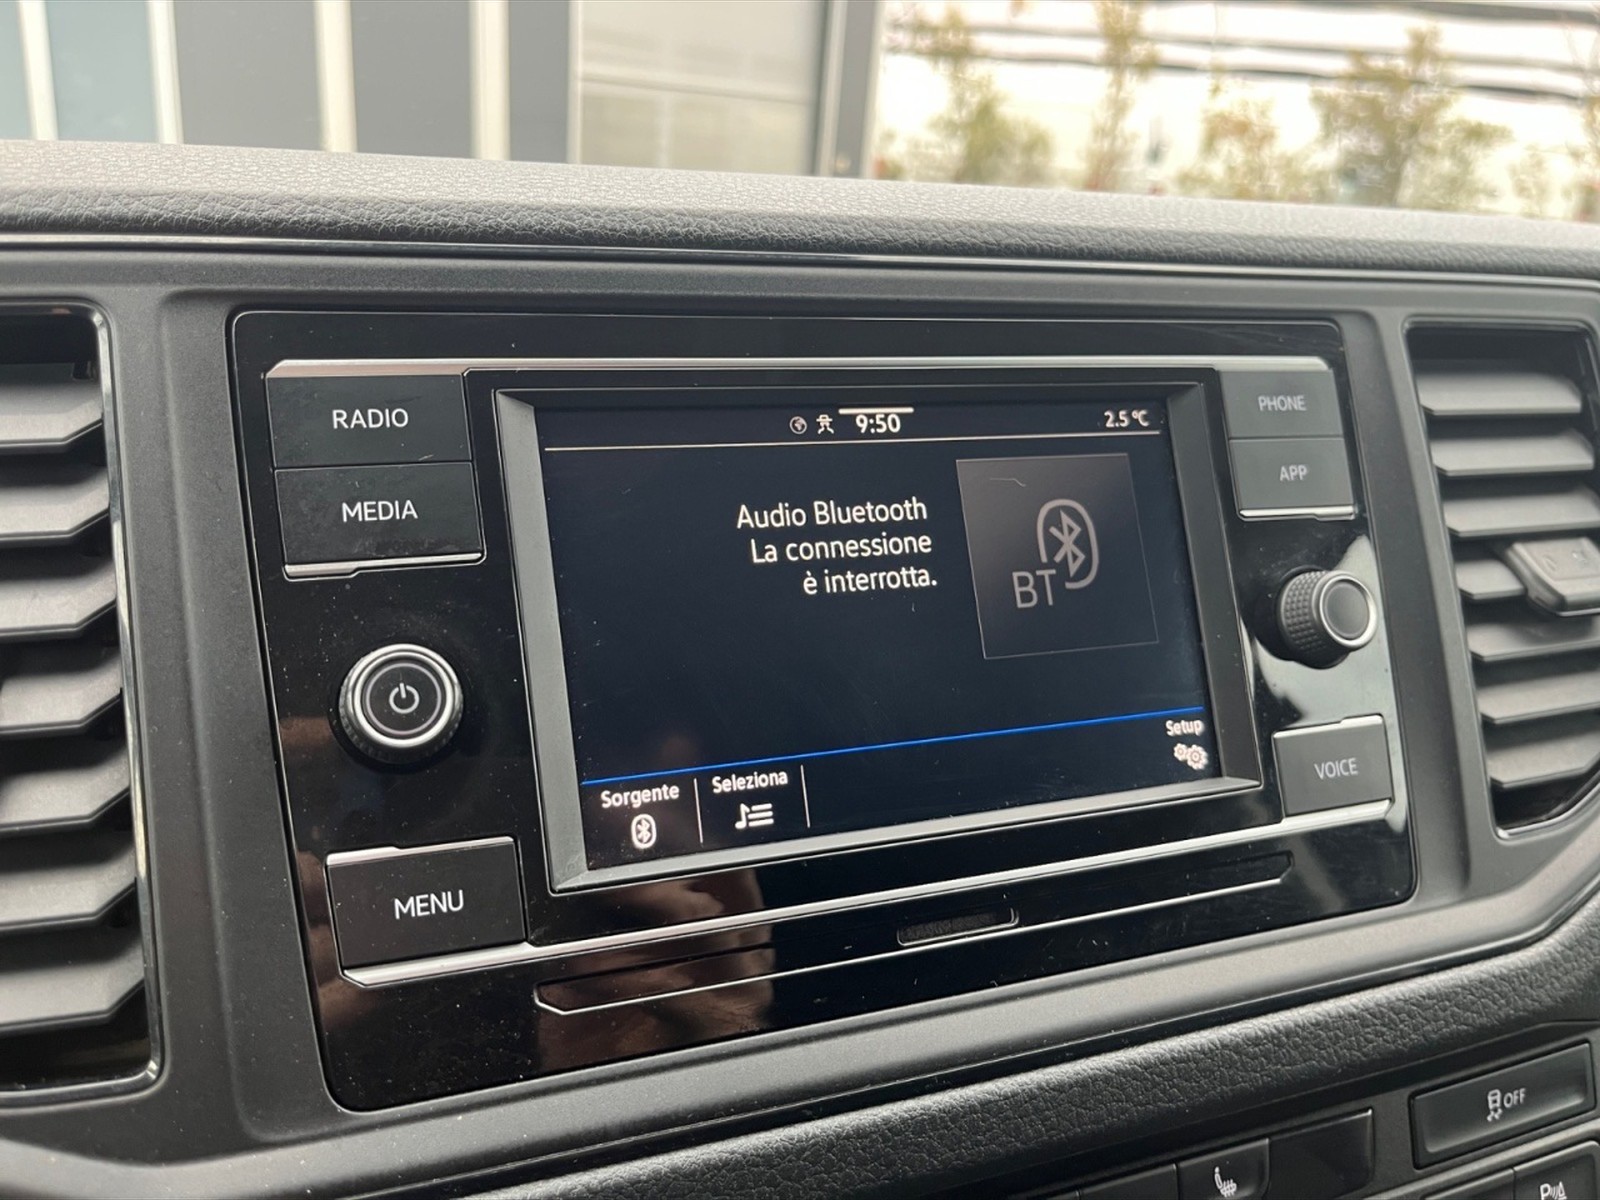 RADIO
MEDIA
MENU
9:50
2.5 °C
Audio Bluetooth
La connessione
è interrotta.
BT
Sorgente
Seleziona
Setup
PHONE
APP
VOICE
OFF